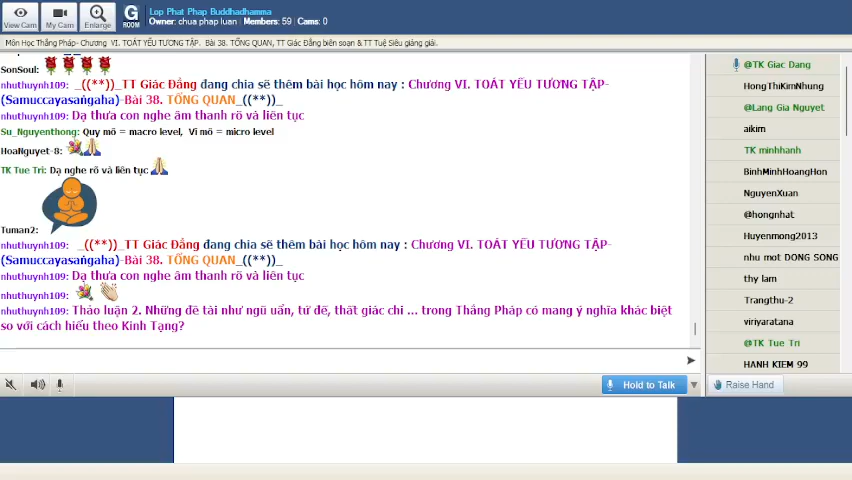 View Cam
My Cam
Enlarge
G
ROOM
Lop Phat Phap Buddhadhamma
Owner: chua phap luan | Members: 59 | Cams: 0
Môn Học Thắng Pháp- Chương VI. TOÁT YẾU TƯƠNG TẬP. Bài 38. TỔNG QUAN, TT Giác Đẳng biên soạn & TT Tuệ Siêu giảng giải.
SonSoul:
nhuthuynh109: _((**))_TT Giác Đẳng đang chia sẽ thêm bài học hôm nay : Chương VI. TOÁT YẾU TƯƠNG TẬP-
(Samuccayasaṅgaha)-Bài 38. TỔNG QUAN_((**))_
nhuthuynh109: Dạ thưa con nghe âm thanh rõ và liên tục
Su_Nguyenthong: Quy mô = macro level, Vi mô = micro level
HoaNguyet-8:
TK Tue Tri: Dạ nghe rõ và liên tục
Tuman2:
nhuthuynh109: _((**))_TT Giác Đẳng đang chia sẽ thêm bài học hôm nay : Chương VI. TOÁT YẾU TƯƠNG TẬP-
(Samuccayasaṅgaha)-Bài 38. TỔNG QUAN_((**))_
nhuthuynh109: Dạ thưa con nghe âm thanh rõ và liên tục
nhuthuynh109:
nhuthuynh109: Thảo luận 2. Những đề tài như ngũ uẩn, tứ đế, thất giác chi ... trong Thắng Pháp có mang ý nghĩa khác biệt
so với cách hiểu theo Kinh Tạng?
@TK Giac Dang
HongThiKimNhung
@Lang Gia Nguyet
aikim
TK minhhanh
BinhMinhHoangHon
NguyenXuan
@hongnhat
Huyenmong2013
nhu mot DONG SONG
thy lam
Trangthu-2
viriyaratana
@TK Tue Tri
HANH KIEM 99
Hold to Talk
Raise Hand